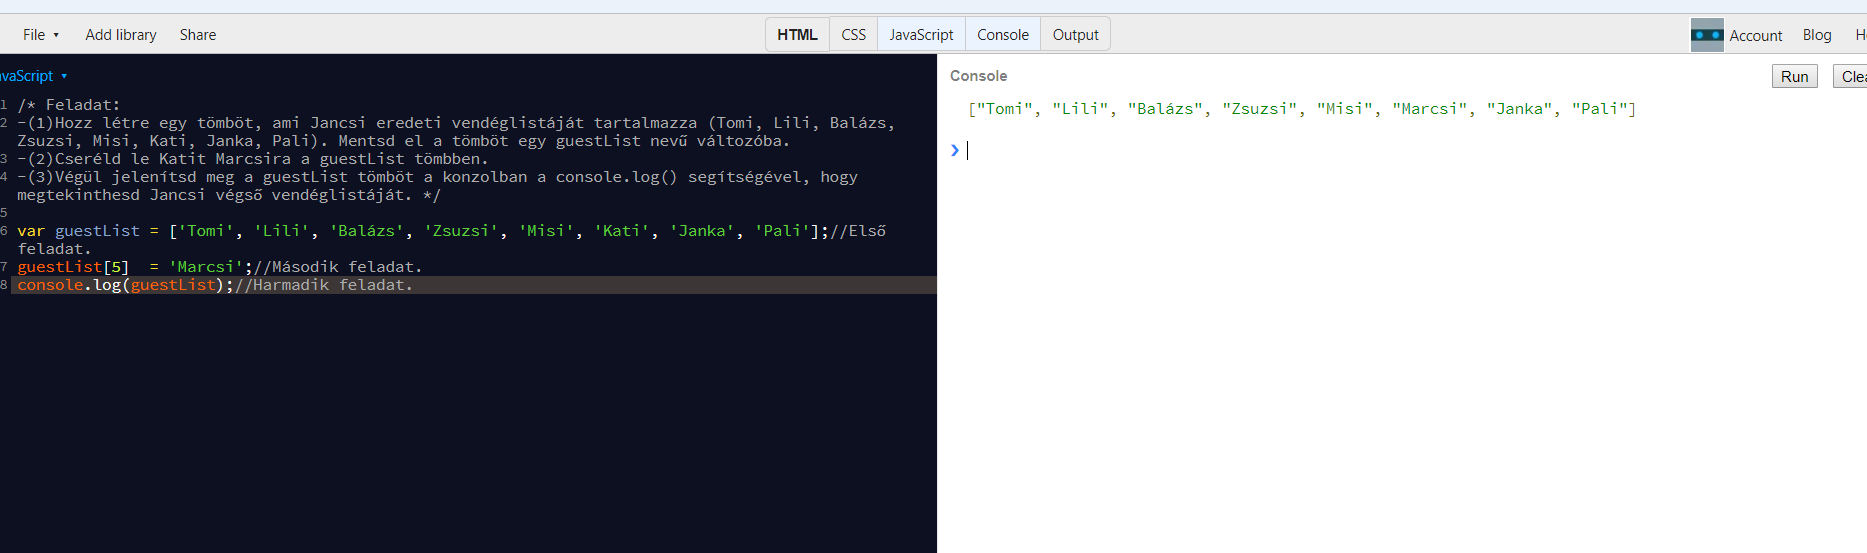 File ▾ Add library Share HTML CSS JavaScript Console Output Account Blog
vaScript ▾
Console Run
1 /* Feladat:
2 -(1)Hozz létre egy tömböt, ami Jancsi eredeti vendéglistáját tartalmazza (Tomi, Lili, Balázs,
Zsuzsi, Misi, Kati, Janka, Pali). Mentsd el a tömböt egy guestList nevű változóba.
3 -(2)Cseréld le Katit Marcsira a guestList tömbben.
4 -(3)Végül jelenítsd meg a guestList tömböt a konzolban a console.log() segítségével, hogy
megtekinthesd Jancsi végső vendéglistáját. */
5
6 var guestList = ['Tomi', 'Lili', 'Balázs', 'Zsuzsi', 'Misi', 'Kati', 'Janka', 'Pali'];//Első
feladat.
7 guestList[5]  = 'Marcsi';//Második feladat.
8 console.log(guestList);//Harmadik feladat.
["Tomi", "Lili", "Balázs", "Zsuzsi", "Misi", "Marcsi", "Janka", "Pali"]
❯